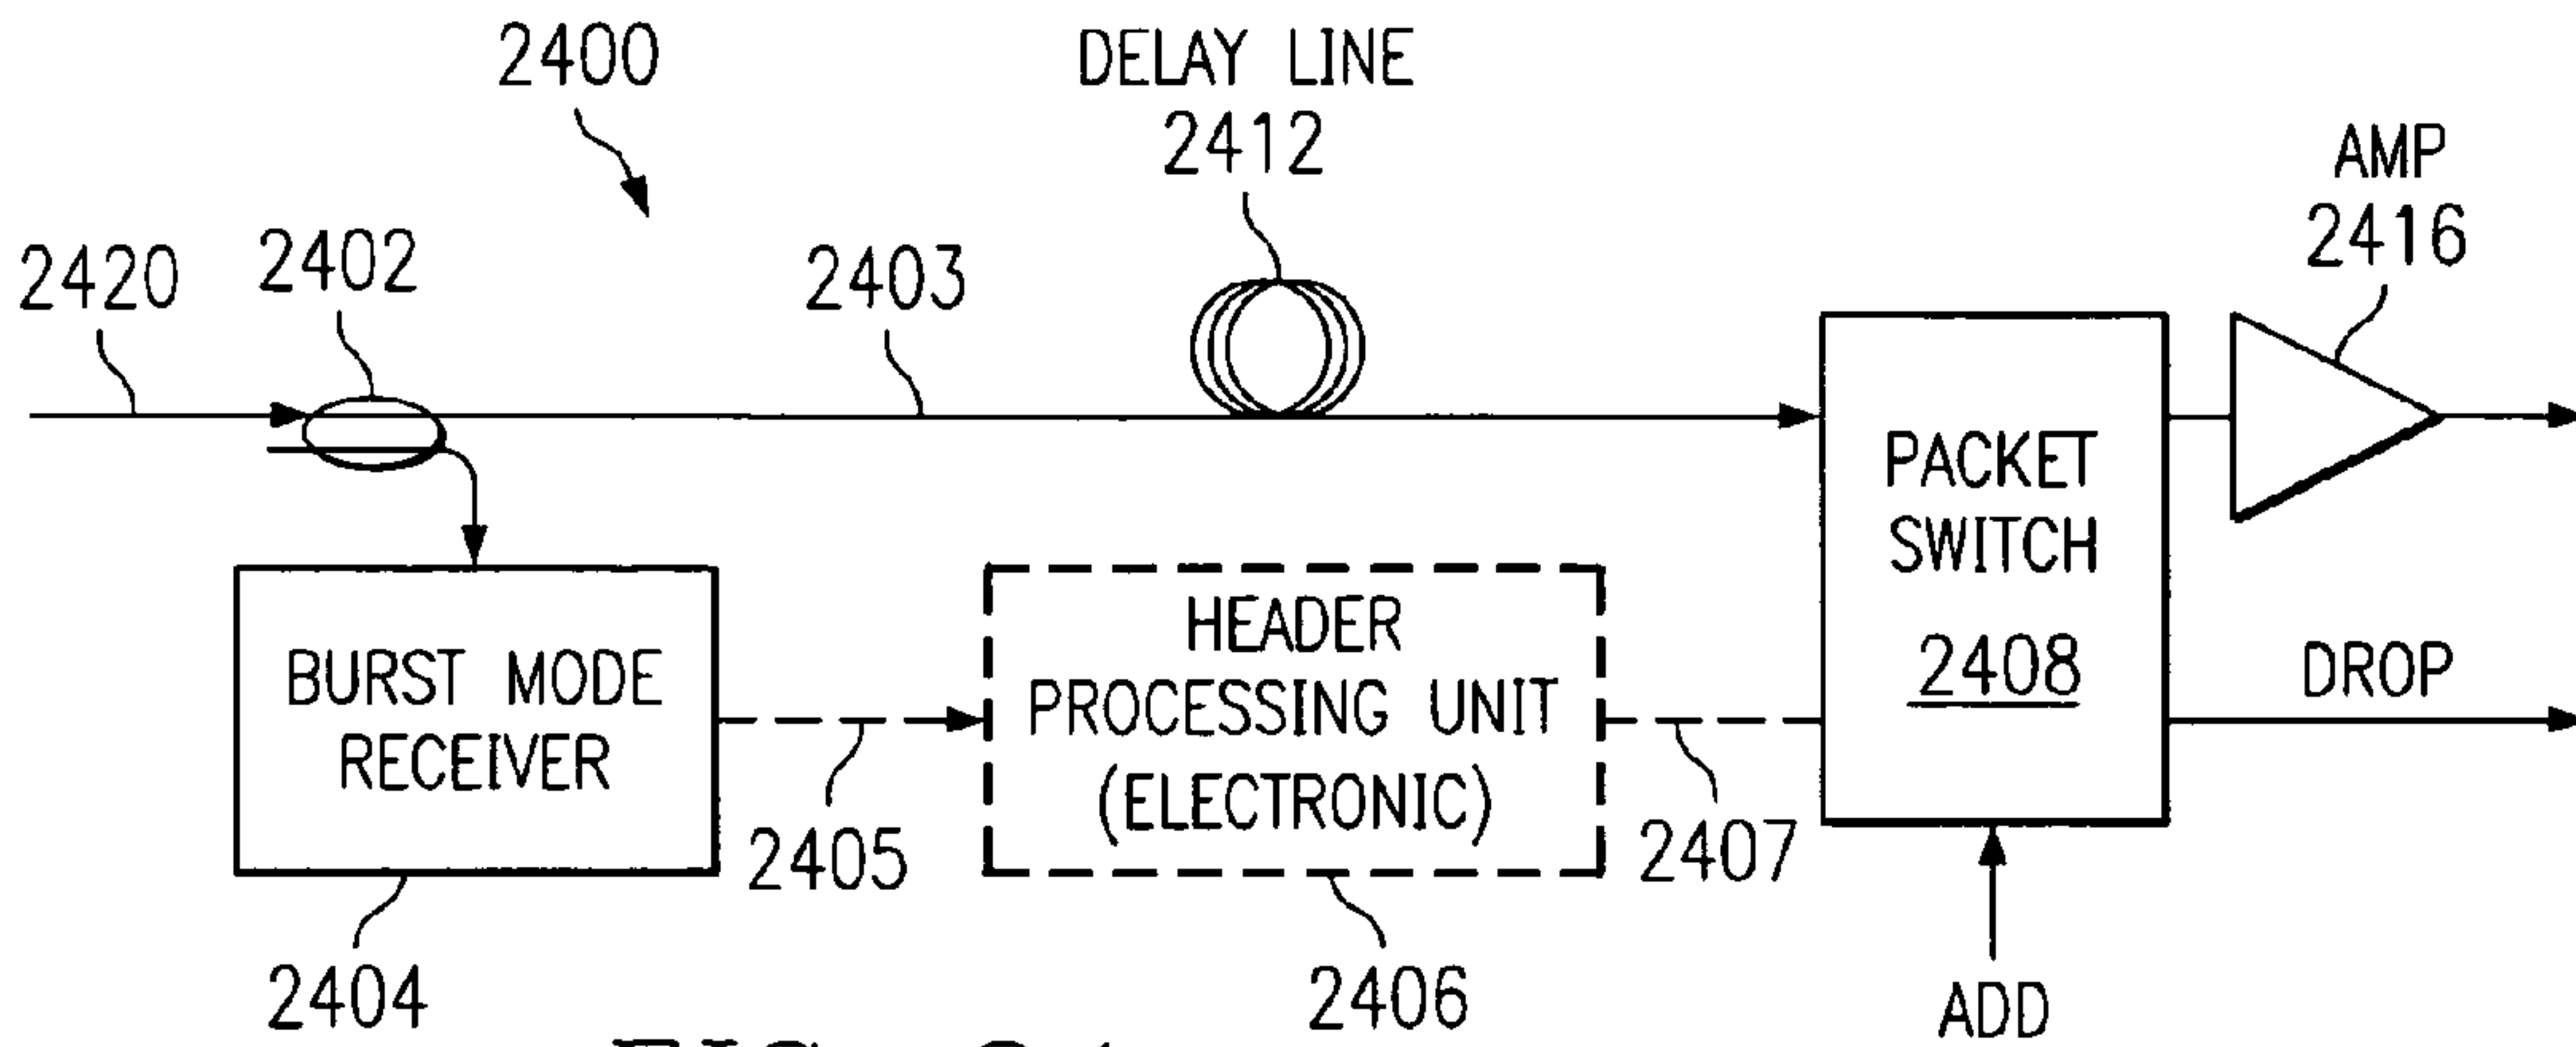 2400
DELAY LINE
2412
AMP
2416
2420
2402
2403
PACKET
SWITCH
2408
BURST MODE
RECEIVER
HEADER
PROCESSING UNIT
(ELECTRONIC)
DROP
2405
2407
2404
2406
ADD